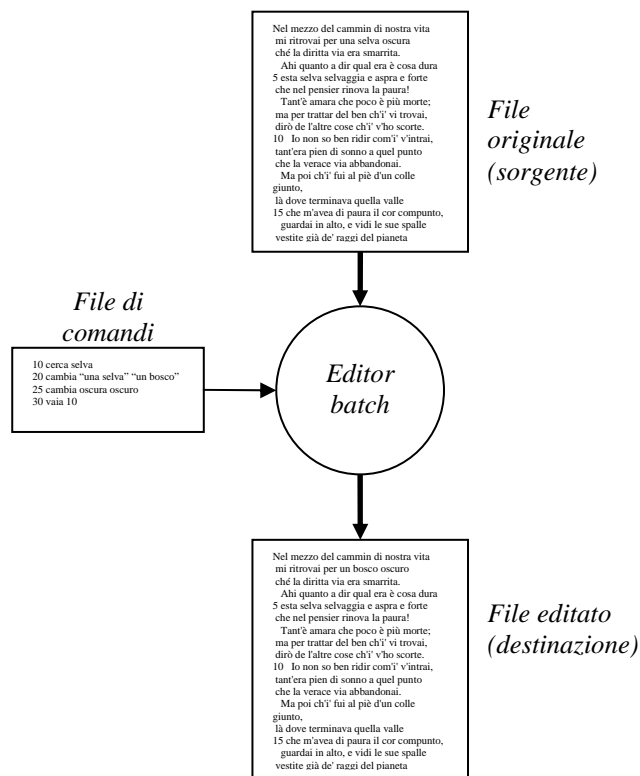 Nel mezzo del cammin di nostra vita
mi ritrovai per una selva oscura
ché la diritta via era smarrita.
Ahi quanto a dir qual era è cosa dura
5 esta selva selvaggia e aspra e forte
che nel pensier rinova la paura!
Tant'è amara che poco è più morte;
ma per trattar del ben ch'i' vi trovai,
dirò de l'altre cose ch'i' v'ho scorte.
10 Io non so ben ridir com'i' v'intrai,
tant'era pien di sonno a quel punto
che la verace via abbandonai.
Ma poi ch'i' fui al piè d'un colle
giunto,
là dove terminava quella valle
15 che m'avea di paura il cor compunto,
guardai in alto, e vidi le sue spalle
vestite già de' raggi del pianeta
File
originale
(sorgente)
File di
comandi
10 cerca selva
20 cambia “una selva” “un bosco”
25 cambia oscura oscuro
30 vaia 10
Editor
batch
Nel mezzo del cammin di nostra vita
mi ritrovai per un bosco oscuro
ché la diritta via era smarrita.
Ahi quanto a dir qual era è cosa dura
5 esta selva selvaggia e aspra e forte
che nel pensier rinova la paura!
Tant'è amara che poco è più morte;
ma per trattar del ben ch'i' vi trovai,
dirò de l'altre cose ch'i' v'ho scorte.
10 Io non so ben ridir com'i' v'intrai,
tant'era pien di sonno a quel punto
che la verace via abbandonai.
Ma poi ch'i' fui al piè d'un colle
giunto,
là dove terminava quella valle
15 che m'avea di paura il cor compunto,
guardai in alto, e vidi le sue spalle
vestite già de' raggi del pianeta
File editato
(destinazione)